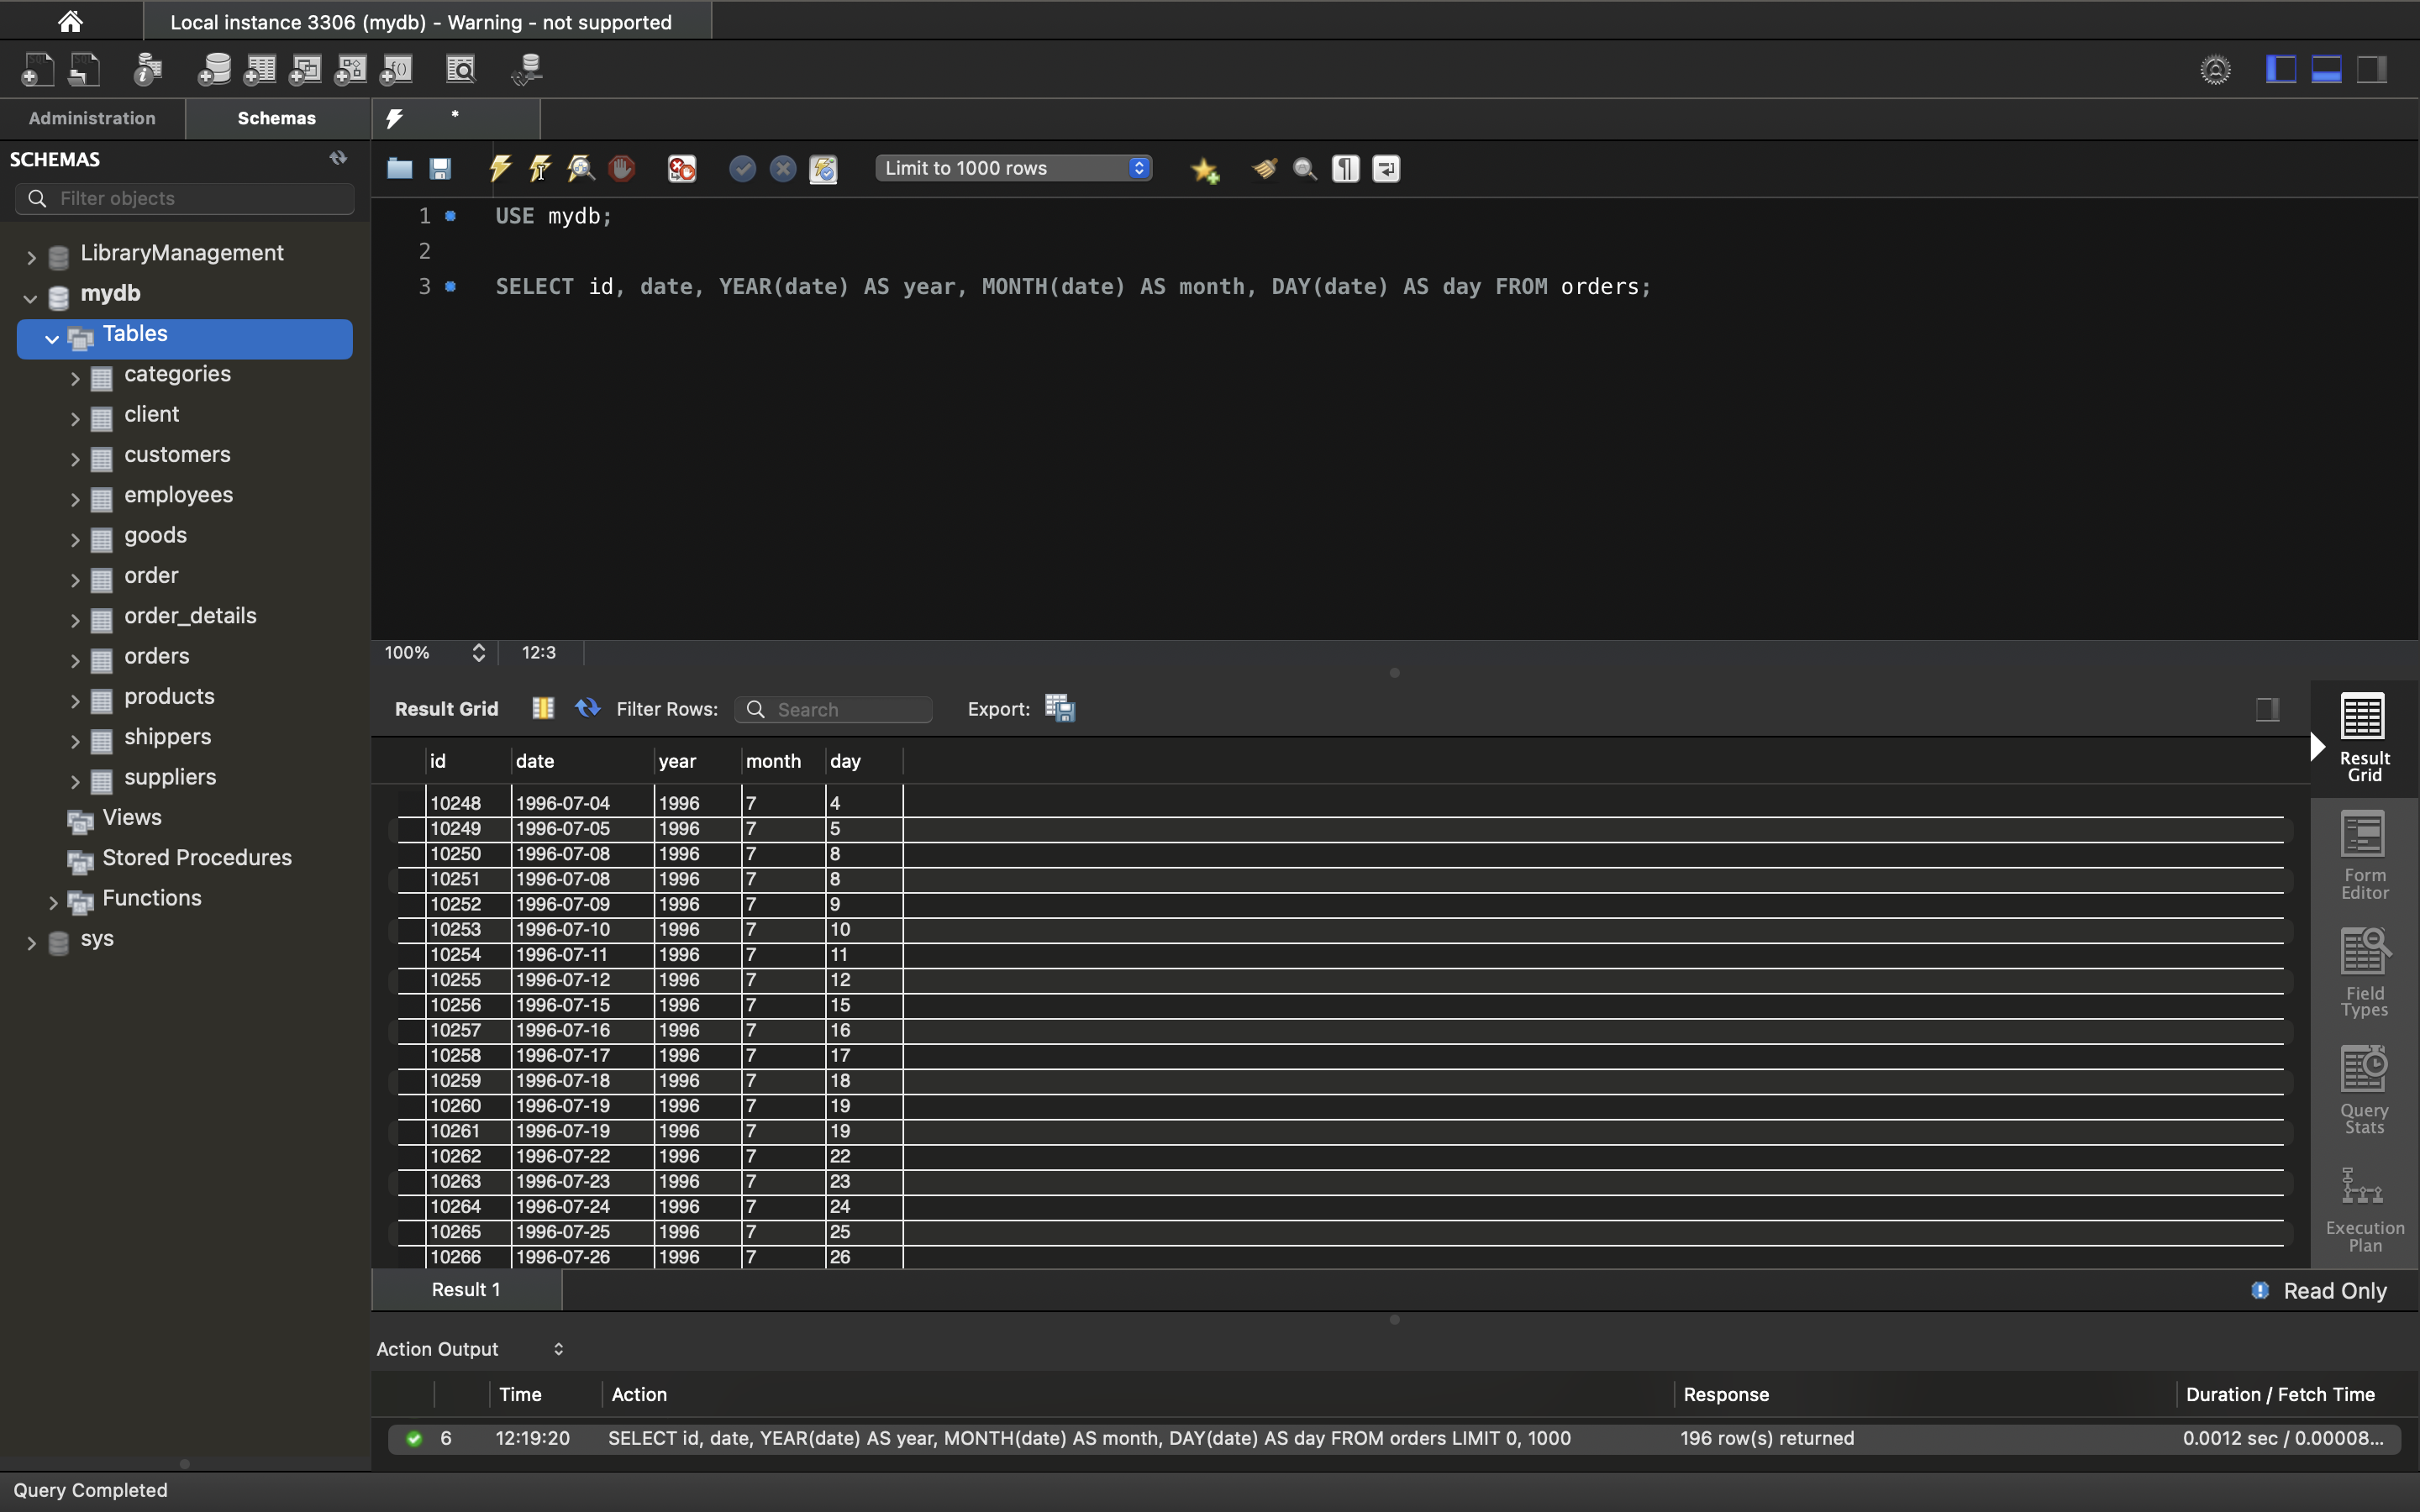 Local instance 3306 (mydb) - Warning - not supported
Administration
Schemas
*
SCHEMAS
Filter objects
LibraryManagement
mydb
Tables
categories
client
customers
employees
goods
order
order_details
orders
products
shippers
suppliers
Views
Stored Procedures
Functions
sys
Limit to 1000 rows
1 USE mydb;
2
3 SELECT id, date, YEAR(date) AS year, MONTH(date) AS month, DAY(date) AS day FROM orders;
100% 12:3
Result Grid Filter Rows: Search Export:
id date year month day
10248 1996-07-04 1996 7 4
10249 1996-07-05 1996 7 5
10250 1996-07-08 1996 7 8
10251 1996-07-08 1996 7 8
10252 1996-07-09 1996 7 9
10253 1996-07-10 1996 7 10
10254 1996-07-11 1996 7 11
10255 1996-07-12 1996 7 12
10256 1996-07-15 1996 7 15
10257 1996-07-16 1996 7 16
10258 1996-07-17 1996 7 17
10259 1996-07-18 1996 7 18
10260 1996-07-19 1996 7 19
10261 1996-07-19 1996 7 19
10262 1996-07-22 1996 7 22
10263 1996-07-23 1996 7 23
10264 1996-07-24 1996 7 24
10265 1996-07-25 1996 7 25
10266 1996-07-26 1996 7 26
Result
Grid
Form
Editor
Field
Types
Query
Stats
Execution
Plan
Result 1
Read Only
Action Output
Time Action Response Duration / Fetch Time
6 12:19:20 SELECT id, date, YEAR(date) AS year, MONTH(date) AS month, DAY(date) AS day FROM orders LIMIT 0, 1000 196 row(s) returned 0.0012 sec / 0.00008...
Query Completed